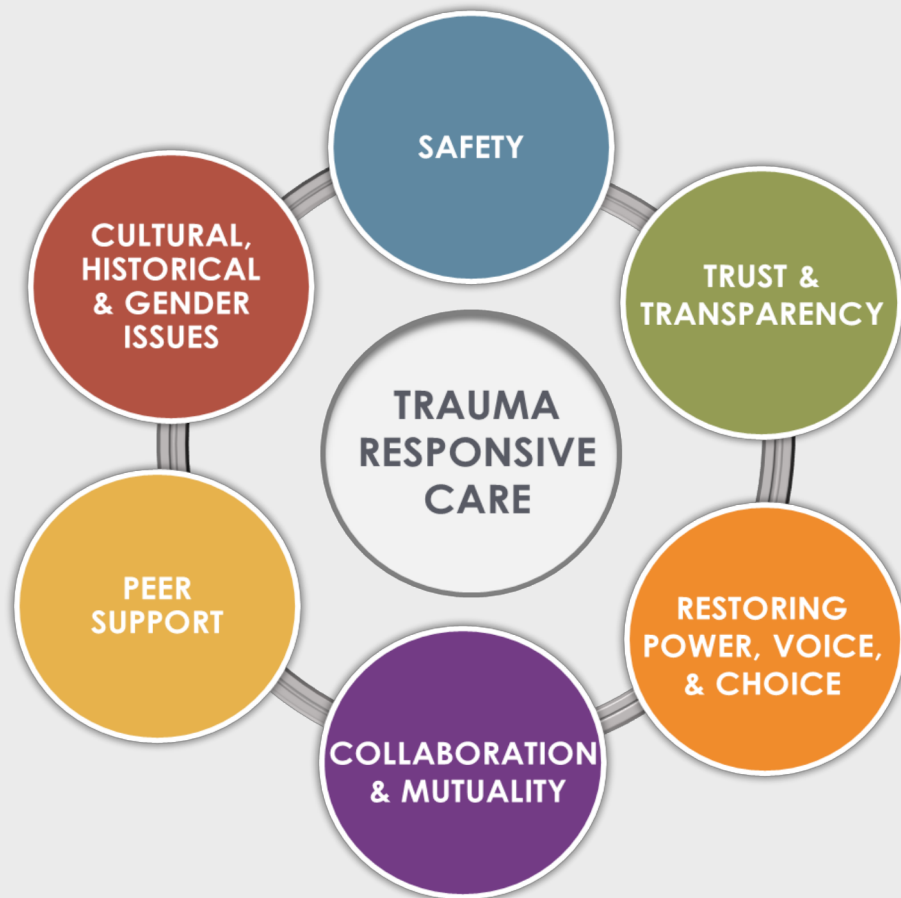 SAFETY
TRUST &
TRANSPARENCY
RESTORING
POWER, VOICE,
& CHOICE
COLLABORATION
& MUTUALITY
PEER
SUPPORT
CULTURAL,
HISTORICAL
& GENDER
ISSUES
TRAUMA
RESPONSIVE
CARE